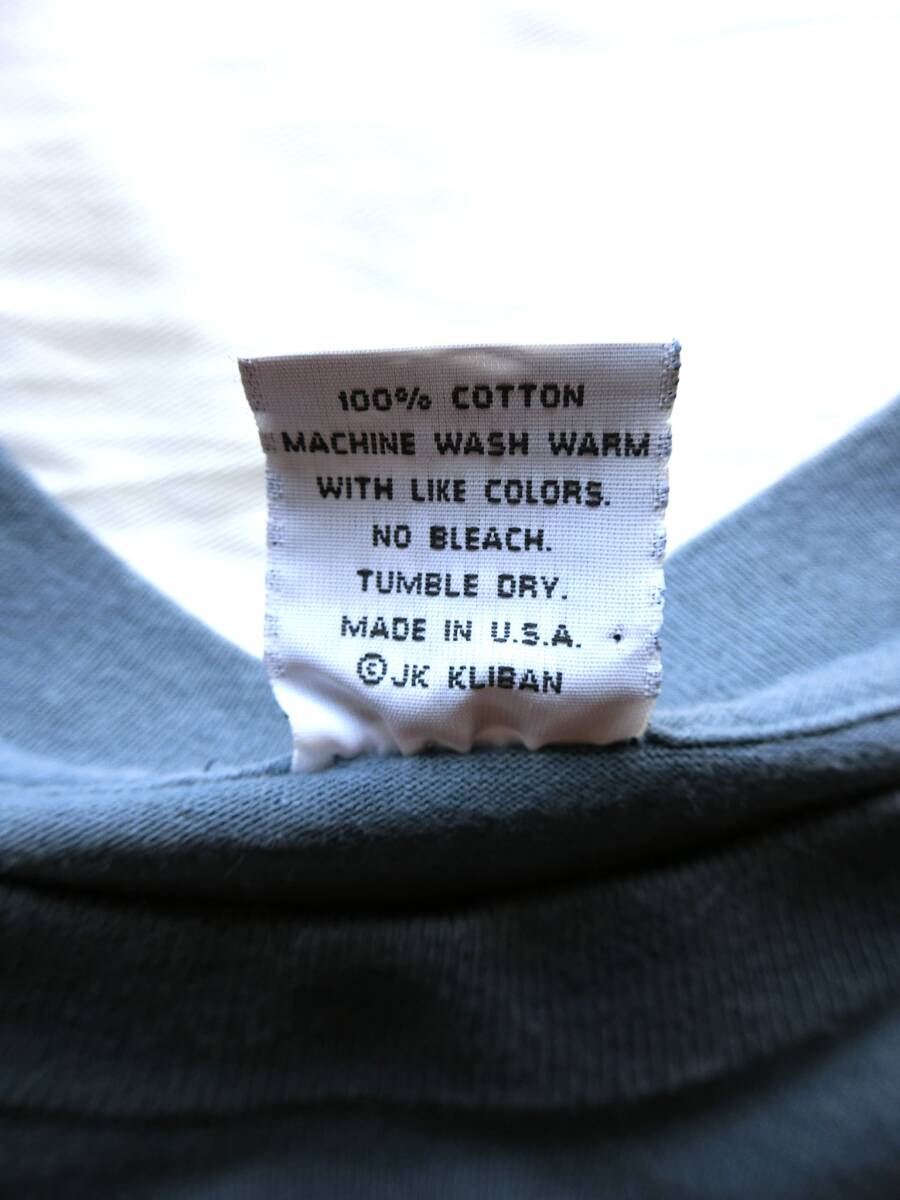 100% COTTON
MACHINE WASH WARM
WITH LIKE COLORS.
NO BLEACH.
TUMBLE DRY.
MADE IN U.S.A.
©JK KLIBAN